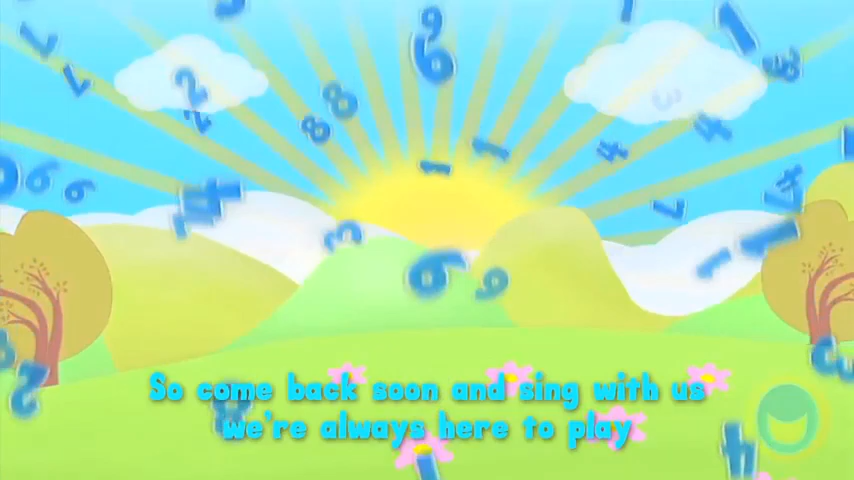 So come back soon and sing with us
we're always here to play